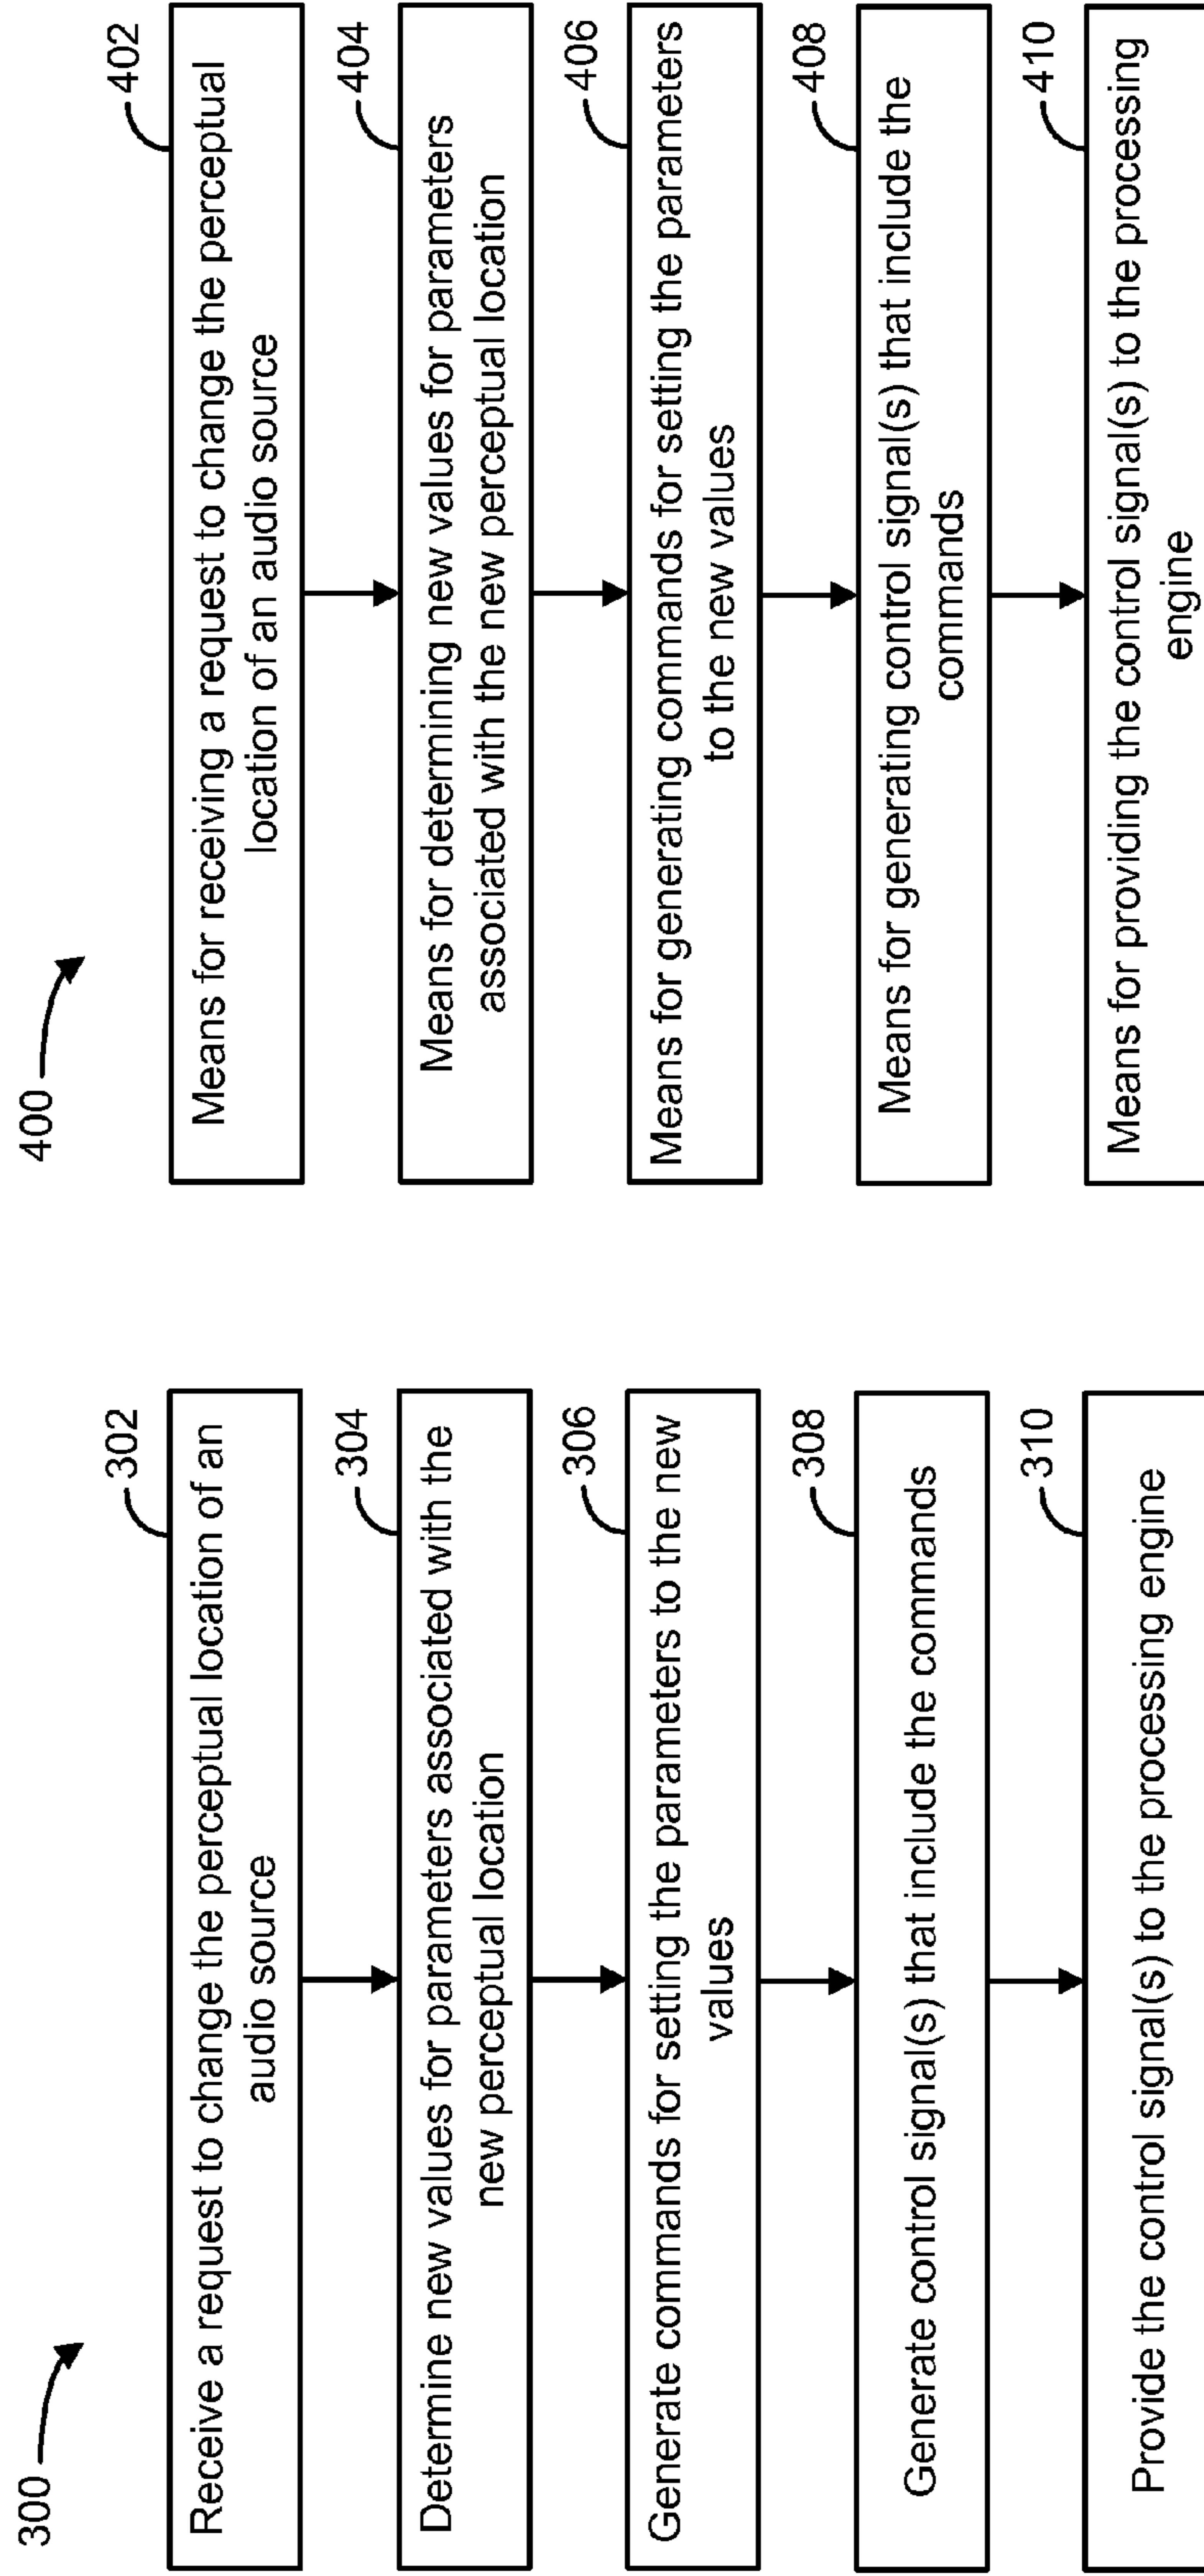 300
Receive a request to change the perceptual location of an
audio source
302
Determine new values for parameters associated with the
new perceptual location
304
Generate commands for setting the parameters to the new
values
306
Generate control signal(s) that include the commands
308
Provide the control signal(s) to the processing engine
310
400
Means for receiving a request to change the perceptual
location of an audio source
402
Means for determining new values for parameters
associated with the new perceptual location
404
Means for generating commands for setting the parameters
to the new values
406
Means for generating control signal(s) that include the
commands
408
Means for providing the control signal(s) to the processing
engine
410